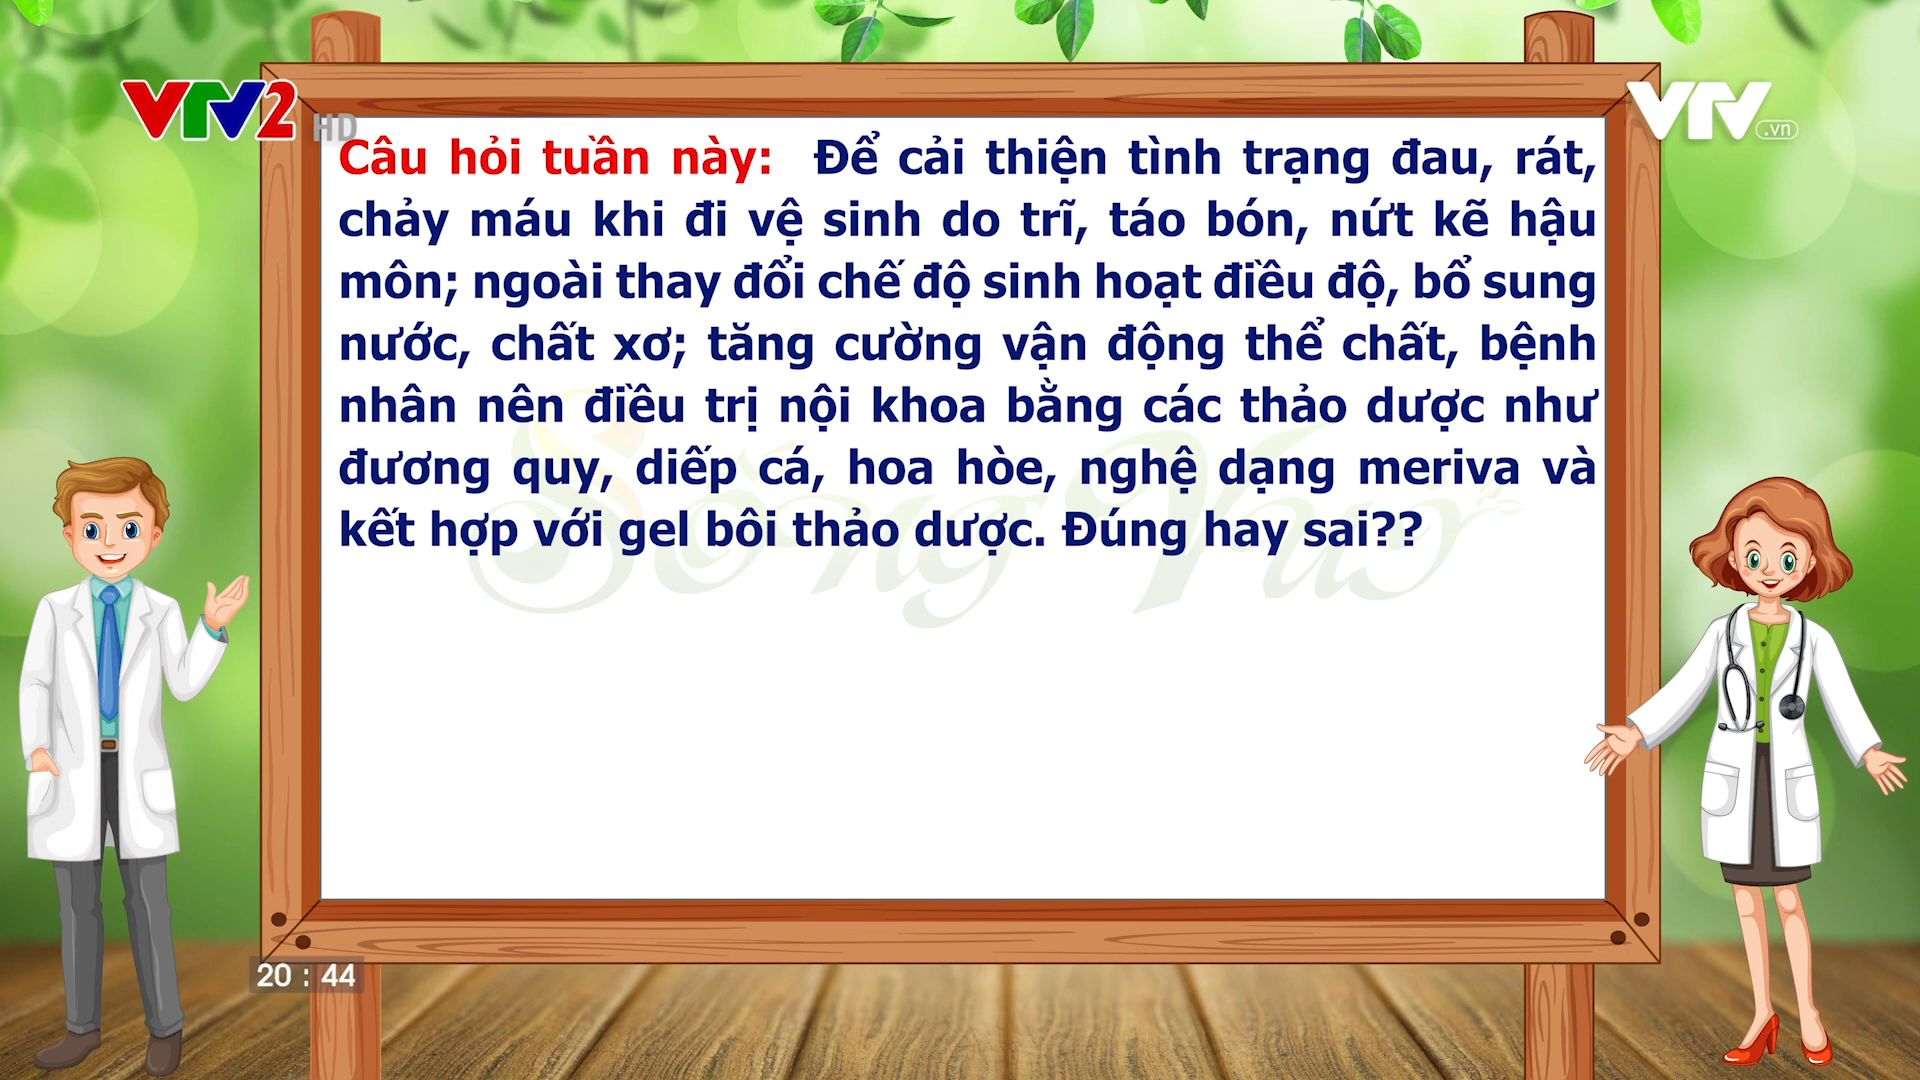 VTV2 HD
VTV.vn
Câu hỏi tuần này: Để cải thiện tình trạng đau, rát,
chảy máu khi đi vệ sinh do trĩ, táo bón, nứt kẽ hậu
môn; ngoài thay đổi chế độ sinh hoạt điều độ, bổ sung
nước, chất xơ; tăng cường vận động thể chất, bệnh
nhân nên điều trị nội khoa bằng các thảo dược như
đương quy, diếp cá, hoa hòe, nghệ dạng meriva và
kết hợp với gel bôi thảo dược. Đúng hay sai??
Sống Vui
20 : 44